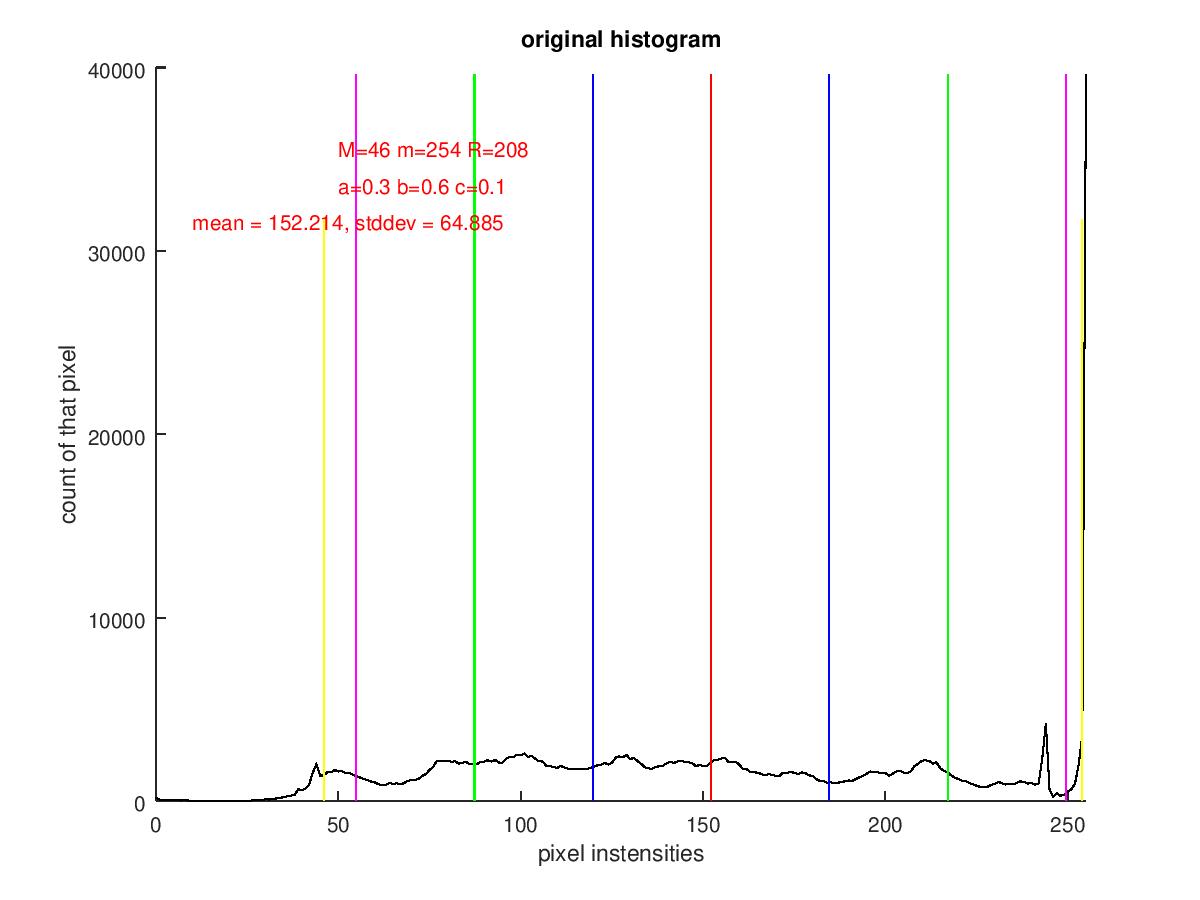 original histogram
40000
M=46 m=254 R=208
a=0.3 b=0.6 c=0.1
mean = 152.214, stddev = 64.885
30000
20000
10000
0
count of that pixel
0 50 100 150 200 250
pixel instensities